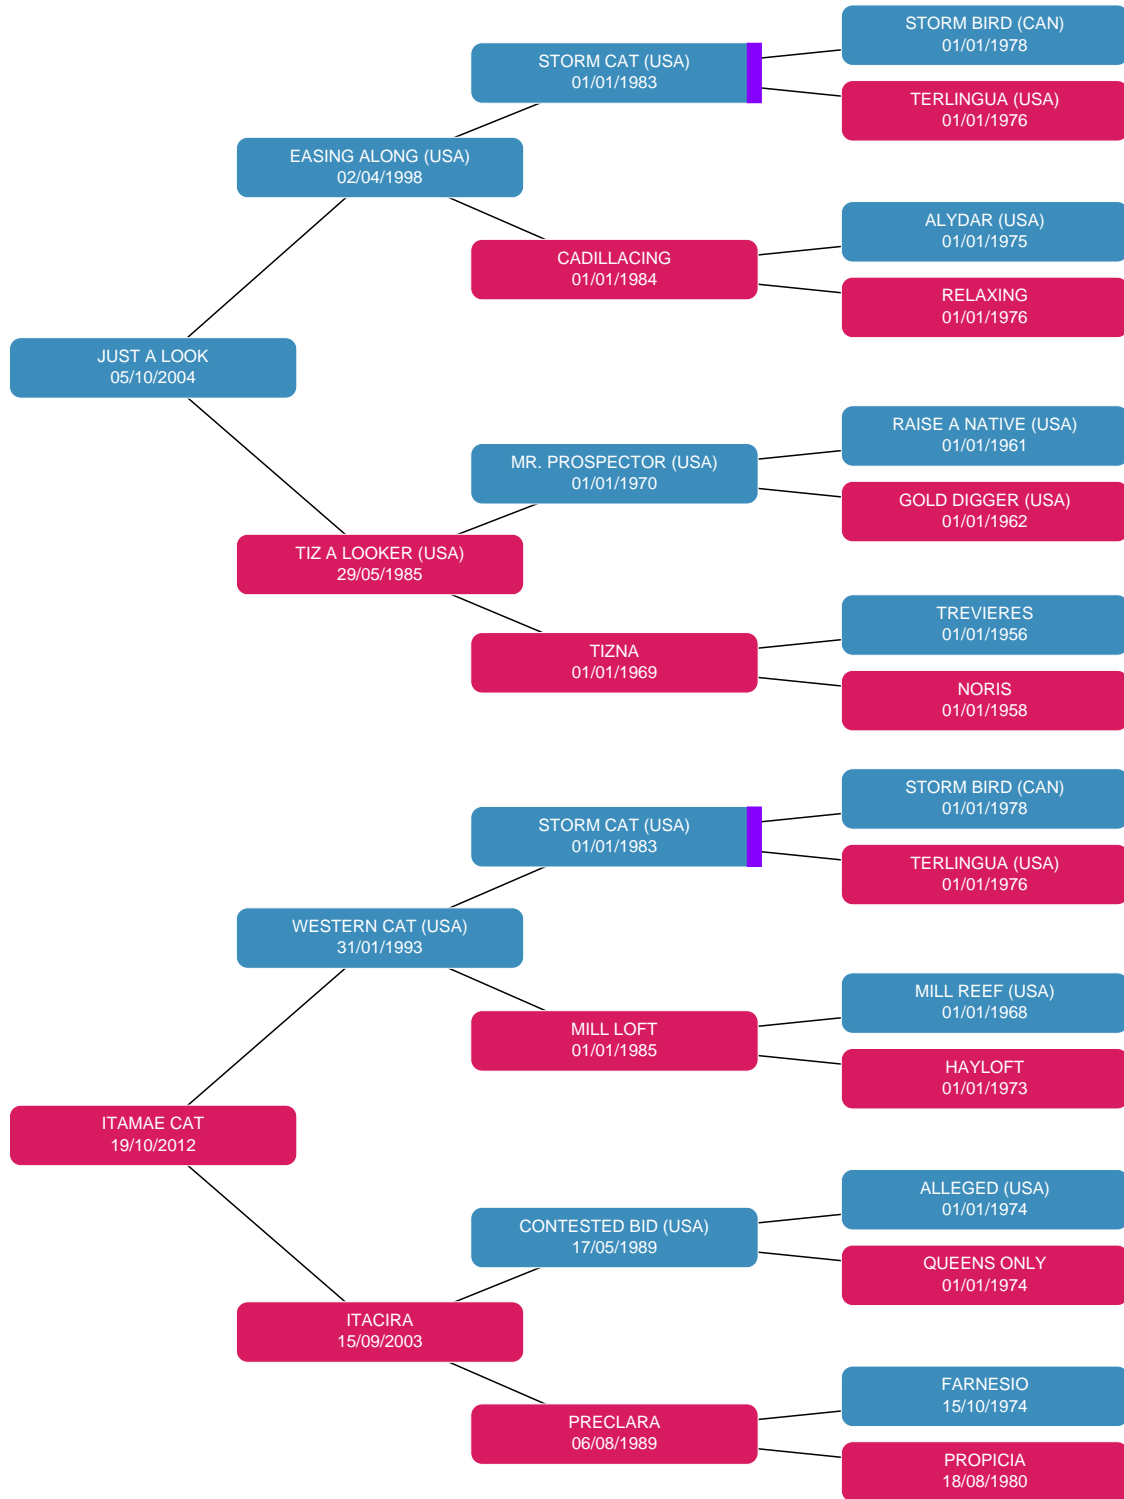 STORM BIRD (CAN)
01/01/1978
STORM CAT (USA)
01/01/1983
TERLINGUA (USA)
01/01/1976
EASING ALONG (USA)
02/04/1998
ALYDAR (USA)
01/01/1975
CADILLACING
01/01/1984
RELAXING
01/01/1976
JUST A LOOK
05/10/2004
RAISE A NATIVE (USA)
01/01/1961
MR. PROSPECTOR (USA)
01/01/1970
GOLD DIGGER (USA)
01/01/1962
TIZ A LOOKER (USA)
29/05/1985
TREVIERES
01/01/1956
TIZNA
01/01/1969
NORIS
01/01/1958
STORM BIRD (CAN)
01/01/1978
STORM CAT (USA)
01/01/1983
TERLINGUA (USA)
01/01/1976
WESTERN CAT (USA)
31/01/1993
MILL REEF (USA)
01/01/1968
MILL LOFT
01/01/1985
HAYLOFT
01/01/1973
ITAMAE CAT
19/10/2012
ALLEGED (USA)
01/01/1974
CONTESTED BID (USA)
17/05/1989
QUEENS ONLY
01/01/1974
ITACIRA
15/09/2003
FARNESIO
15/10/1974
PRECLARA
06/08/1989
PROPICIA
18/08/1980